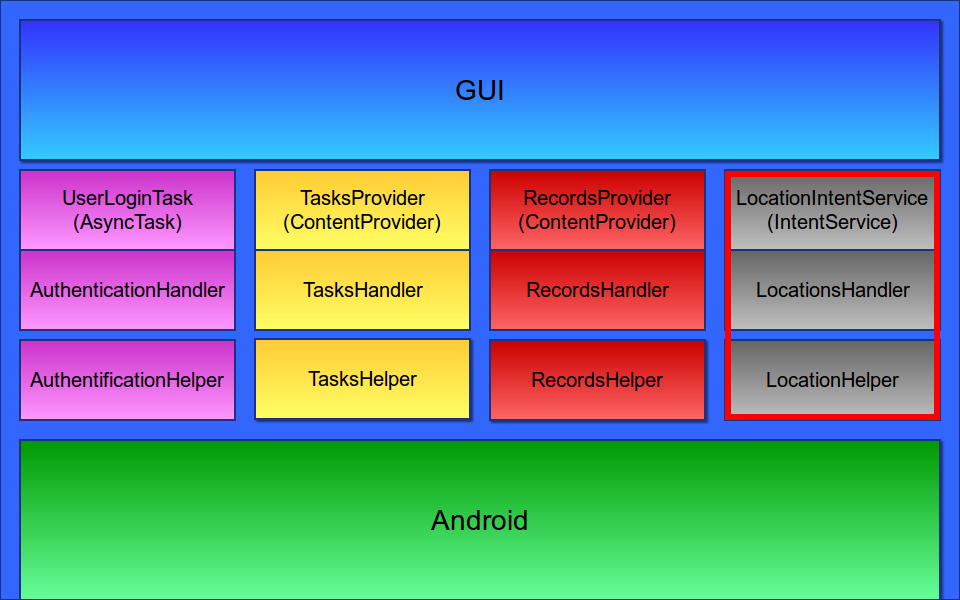 GUI
UserLoginTask
(AsyncTask)
TasksProvider
(ContentProvider)
RecordsProvider
(ContentProvider)
LocationIntentService
(IntentService)
AuthenticationHandler
TasksHandler
RecordsHandler
LocationsHandler
AuthentificationHelper
TasksHelper
RecordsHelper
LocationHelper
Android